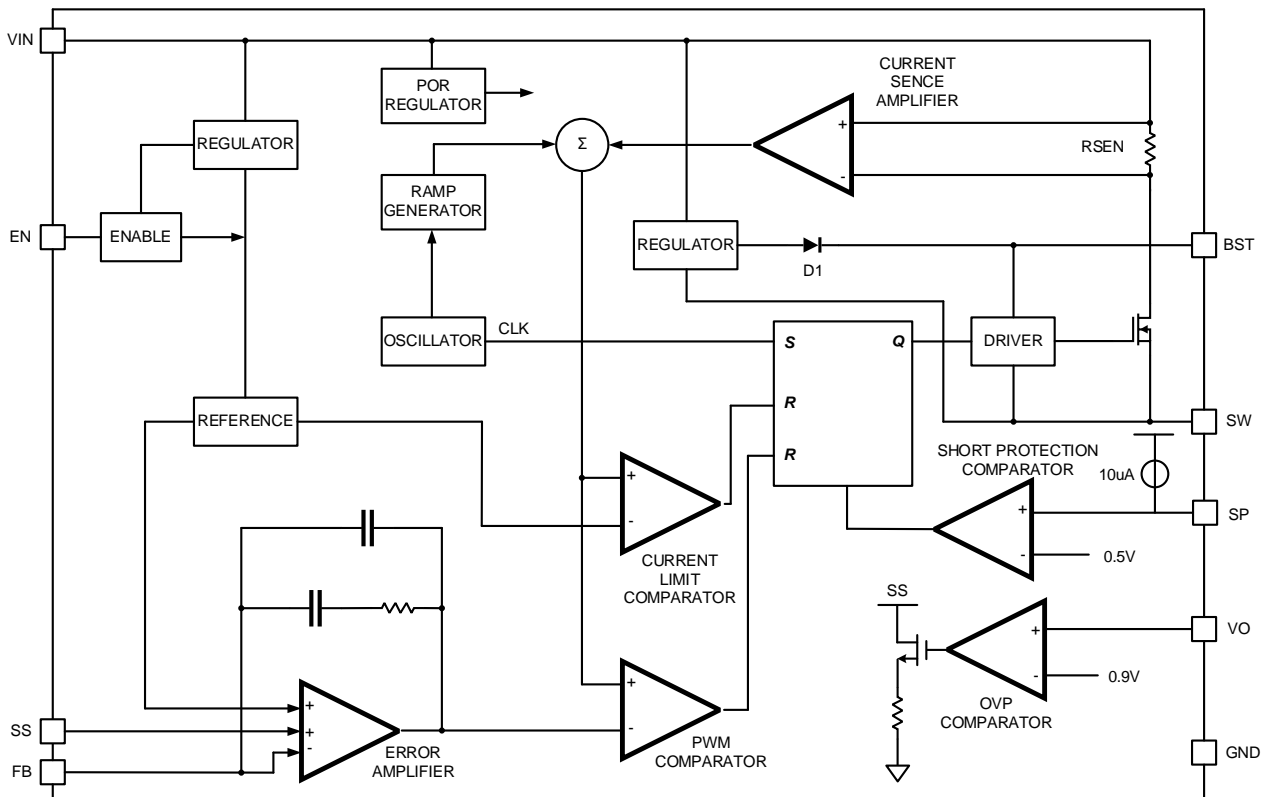 VIN
POR
REGULATOR
CURRENT
SENCE
AMPLIFIER
+
-
RSEN
REGULATOR
Σ
RAMP
GENERATOR
EN
ENABLE
REGULATOR
D1
BST
OSCILLATOR
CLK
S
Q
R
R
DRIVER
SW
REFERENCE
SHORT PROTECTION
COMPARATOR
10uA
+
-
SP
0.5V
+
-
CURRENT
LIMIT
COMPARATOR
SS
+
-
VO
0.9V
OVP
COMPARATOR
+
-
PWM
COMPARATOR
+
+
-
ERROR
AMPLIFIER
SS
FB
GND